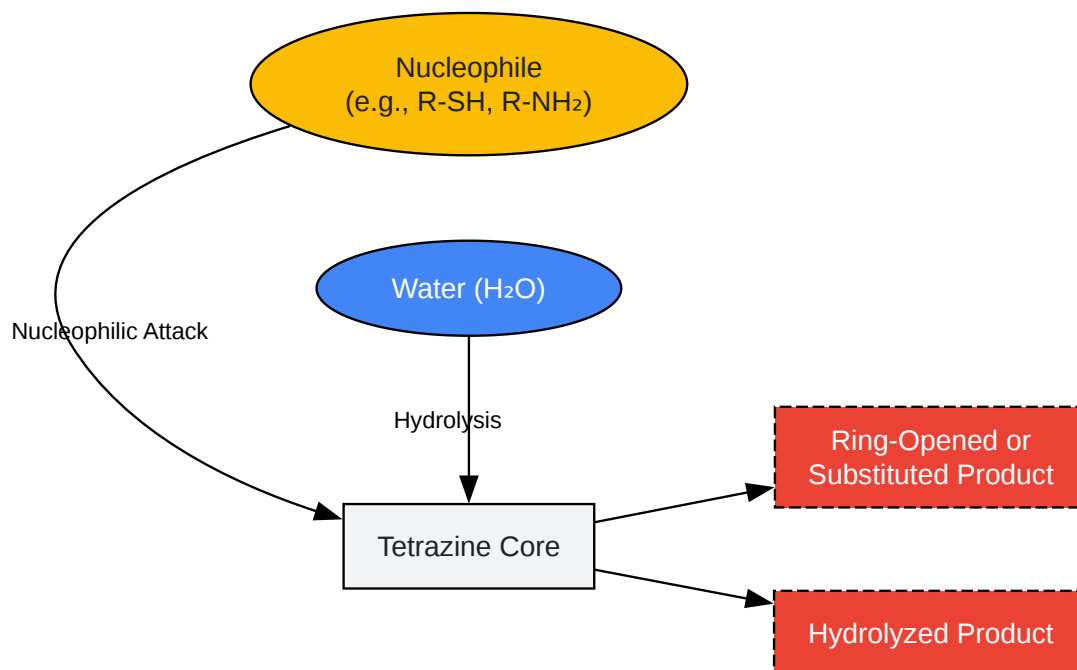 Nucleophile
(e.g., R-SH, R-NH₂)
Water (H₂O)
Nucleophilic Attack
Hydrolysis
Ring-Opened or
Substituted Product
Tetrazine Core
Hydrolyzed Product